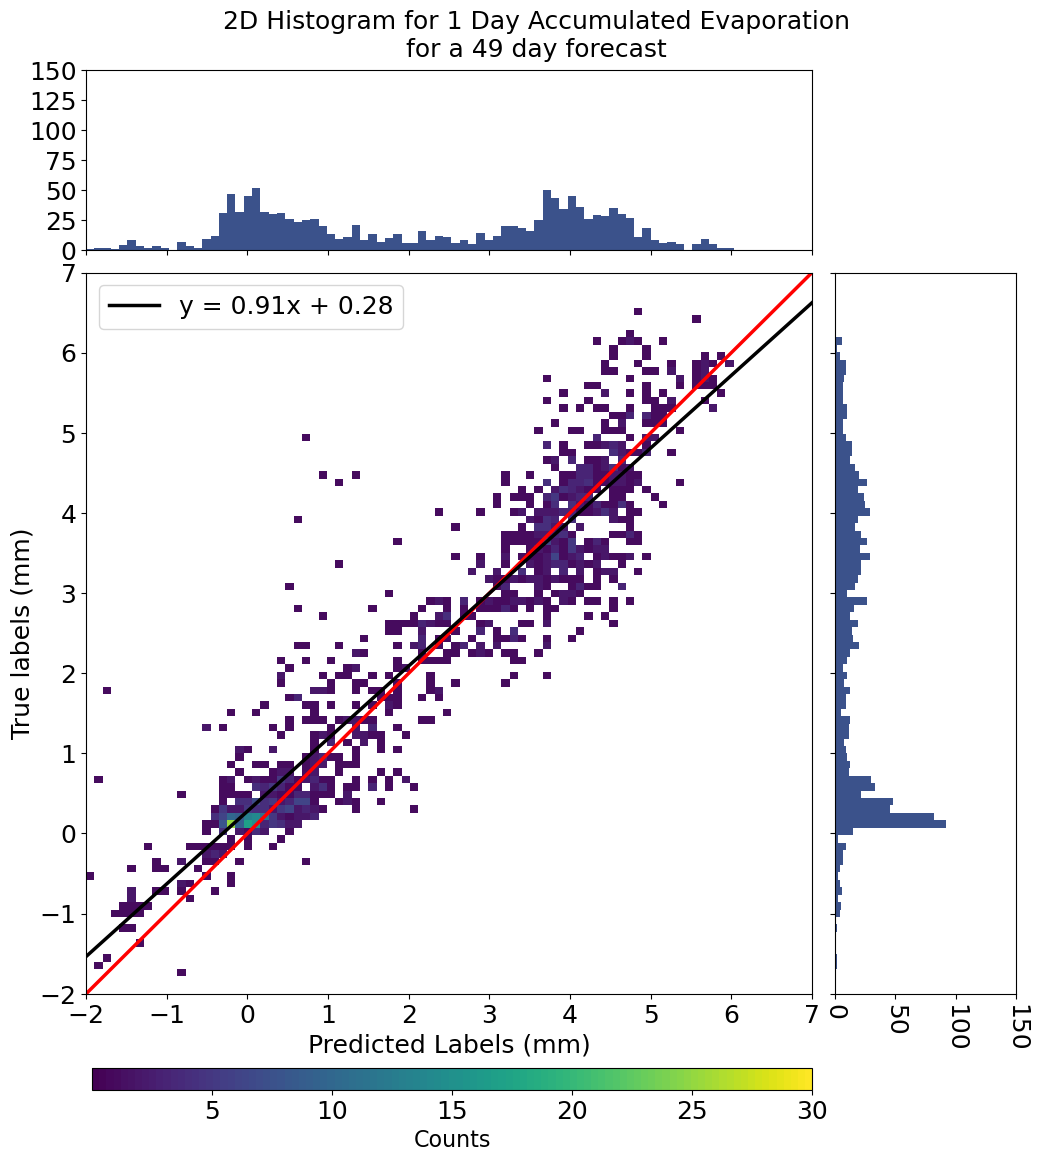 2D Histogram for 1 Day Accumulated Evaporation
for a 49 day forecast
150
125
100
75
50
25
0
7
6
5
4
3
2
1
0
−1
−2
True labels (mm)
y = 0.91x + 0.28
−2 −1 0 1 2 3 4 5 6 7
Predicted Labels (mm)
0 50 100 150
5 10 15 20 25 30
Counts